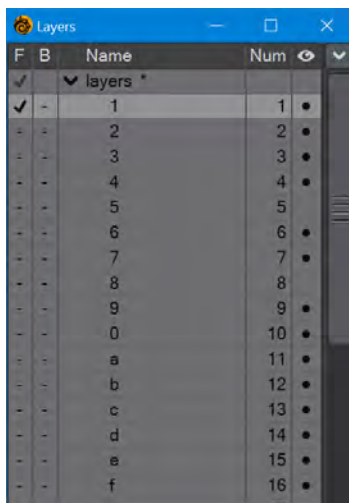 Layers
F B Name Num
layers *
1 1
2 2
3 3
4 4
5 5
6 6
7 7
8 8
9 9
0 10
a 11
b 12
c 13
d 14
e 15
f 16